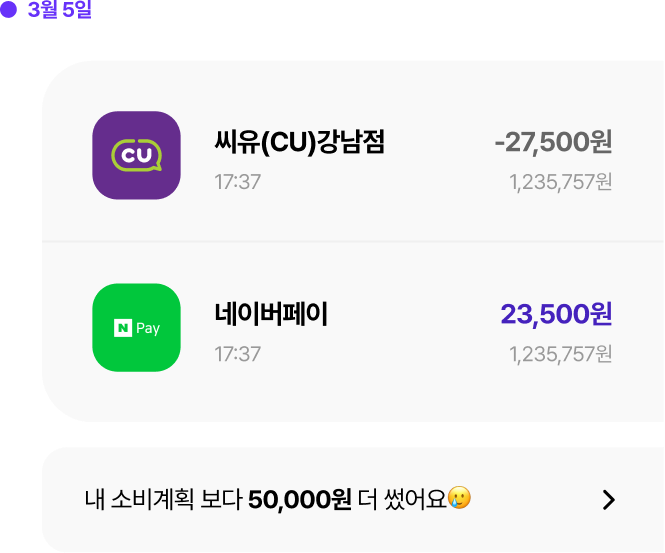 3월 5일
CU
씨유(CU)강남점
-27,500원
17:37
1,235,757원
N Pay
네이버페이
23,500원
17:37
1,235,757원
내 소비계획 보다 50,000원 더 썼어요🥲